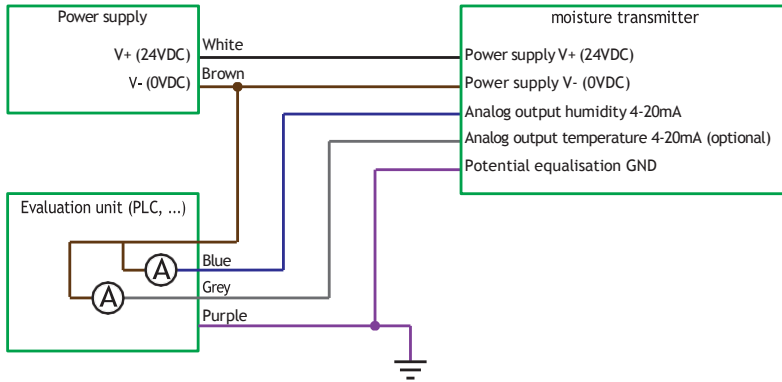 Power supply
V+ (24VDC)
V- (0VDC)
White
Brown
moisture transmitter
Power supply V+ (24VDC)
Power supply V- (0VDC)
Analog output humidity 4-20mA
Analog output temperature 4-20mA (optional)
Potential equalisation GND
Evaluation unit (PLC, ...)
A
A
Blue
Grey
Purple